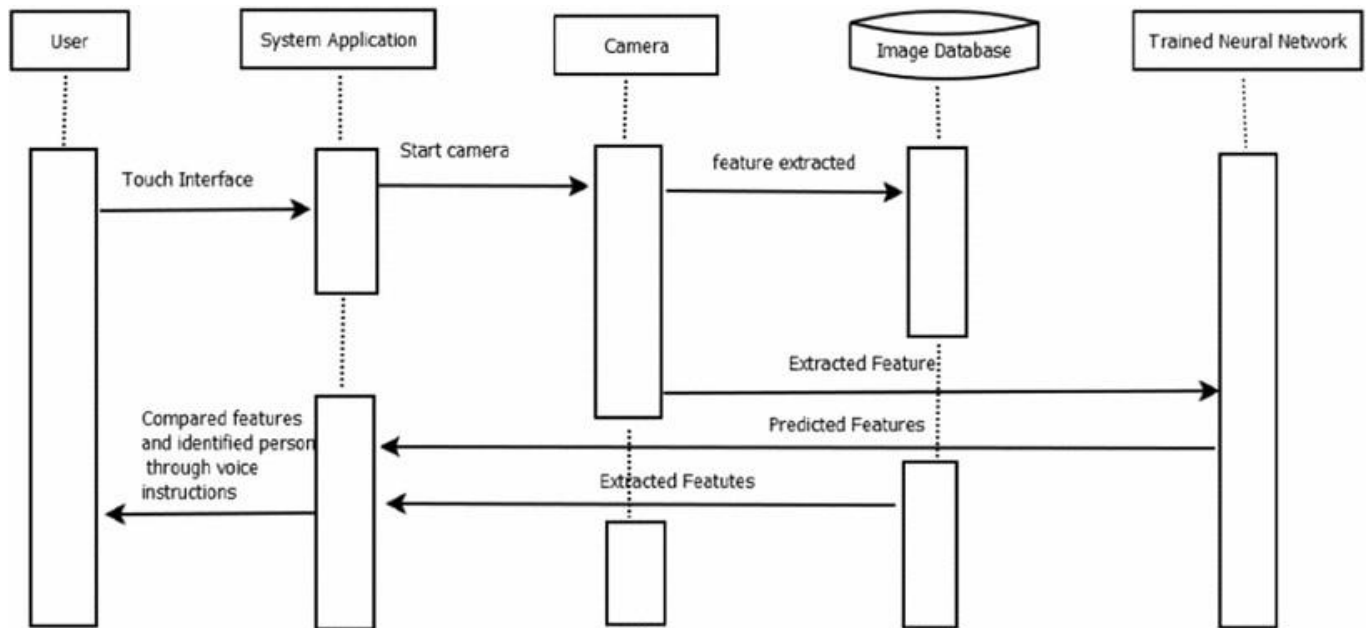 User
System Application
Camera
Image Database
Trained Neural Network
Touch Interface
Start camera
feature extracted
Extracted Feature
Predicted Features
Extracted Featutes
Compared features
and identified person
through voice
instructions